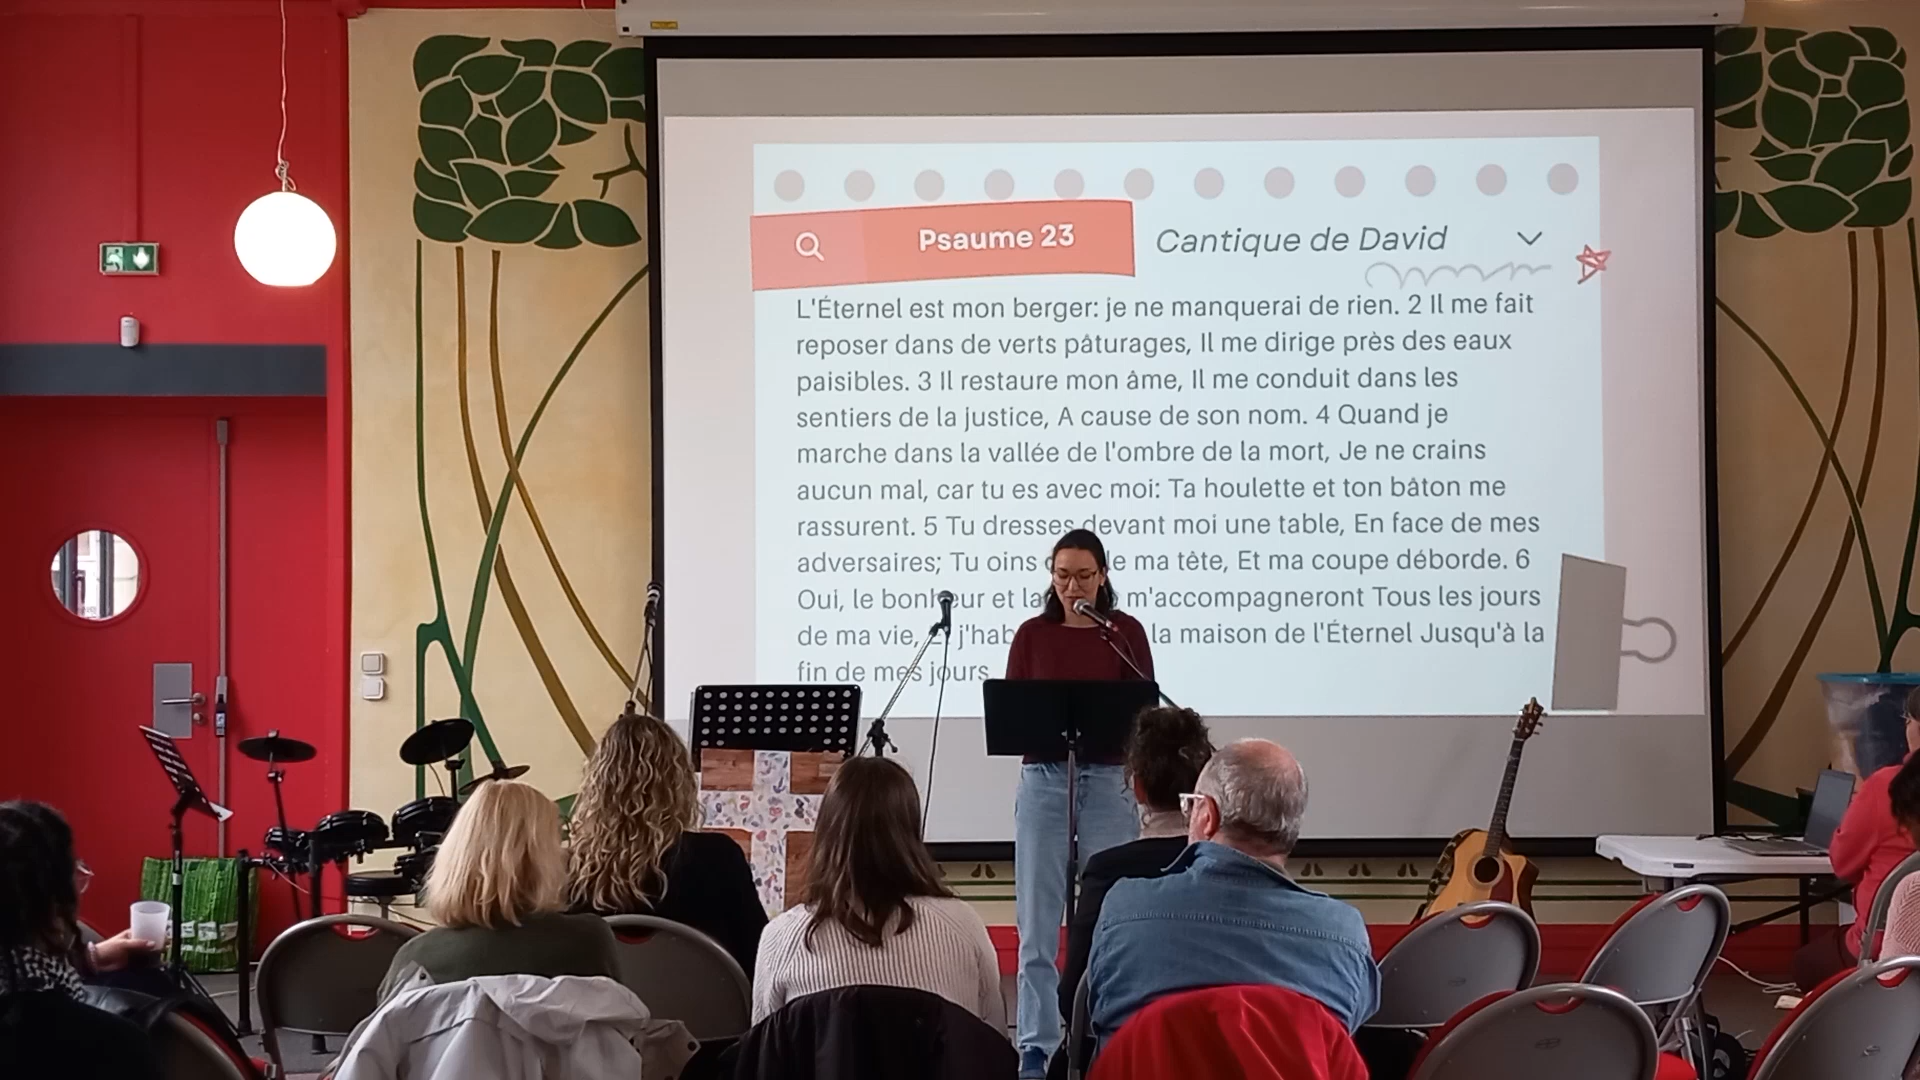 Psaume 23
Cantique de David
L'Éternel est mon berger: je ne manquerai de rien. 2 Il me fait
reposer dans de verts pâturages, Il me dirige près des eaux
paisibles. 3 Il restaure mon âme, Il me conduit dans les
sentiers de la justice, A cause de son nom. 4 Quand je
marche dans la vallée de l'ombre de la mort, Je ne crains
aucun mal, car tu es avec moi: Ta houlette et ton bâton me
rassurent. 5 Tu dresses devant moi une table, En face de mes
adversaires; Tu oins ma tête, Et ma coupe déborde. 6
Oui, le bonheur et m'accompagneront Tous les jours
de ma vie, la maison de l'Éternel Jusqu'à la
fin de mes jours